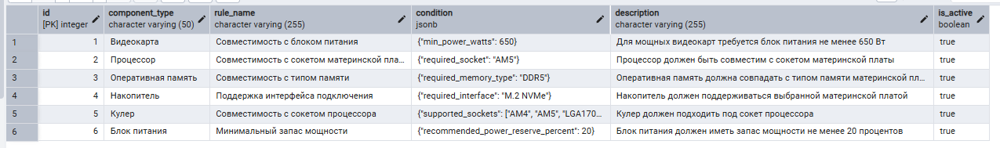 id component_type rule_name condition description is_active
[PK] integer character varying (50) character varying (255) jsonb character varying (255) boolean
1 1 Видеокарта Совместимость с блоком питания {"min_power_watts": 650} Для мощных видеокарт требуется блок питания не менее 650 Вт true
2 2 Процессор Совместимость с сокетом материнской пла... {"required_socket": "AM5"} Процессор должен быть совместим с сокетом материнской платы true
3 3 Оперативная память Совместимость с типом памяти {"required_memory_type": "DDR5"} Оперативная память должна совпадать с типом памяти материнской пл... true
4 4 Накопитель Поддержка интерфейса подключения {"required_interface": "M.2 NVMe"} Накопитель должен поддерживаться выбранной материнской платой true
5 5 Кулер Совместимость с сокетом процессора {"supported_sockets": ["AM4", "AM5", "LGA170... Кулер должен подходить под сокет процессора true
6 6 Блок питания Минимальный запас мощности {"recommended_power_reserve_percent": 20} Блок питания должен иметь запас мощности не менее 20 процентов true